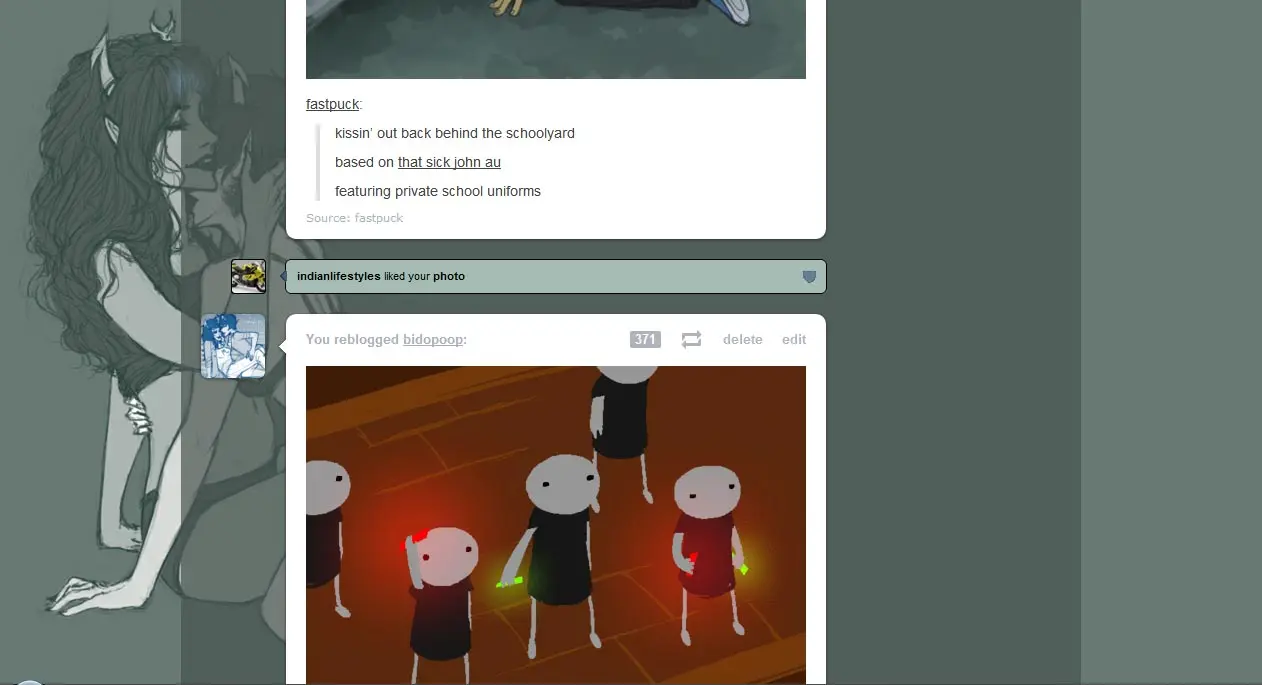 fastpuck:
kissin' out back behind the schoolyard
based on that sick john au
featuring private school uniforms
Source: fastpuck
indianlifestyles liked your photo
You reblogged bidopoop: 371 delete edit